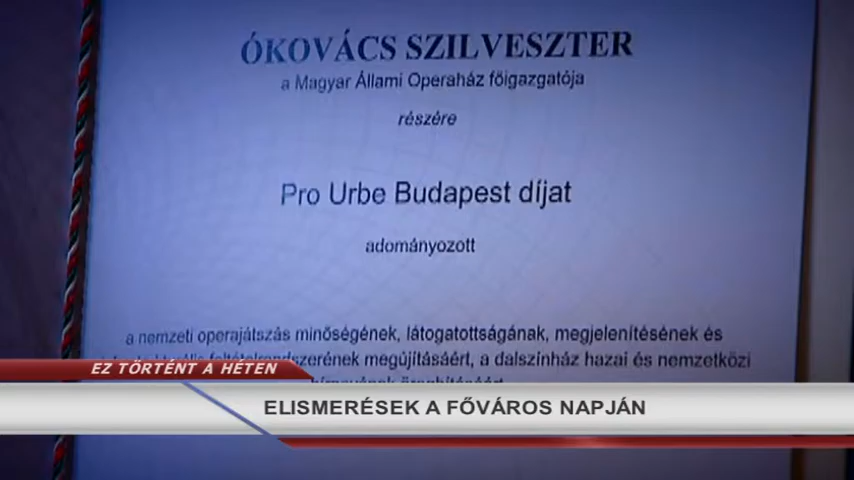 ÓKOVÁCS SZILVESZTER
a Magyar Állami Operaház főigazgatója
részére
Pro Urbe Budapest díjat
adományozott
a nemzeti operajátszás minőségének, látogatottságának, megjelenítésének és
megújításáért, a dalszínház hazai és nemzetközi
EZ TÖRTÉNT A HÉTEN
ELISMERÉSEK A FŐVÁROS NAPJÁN